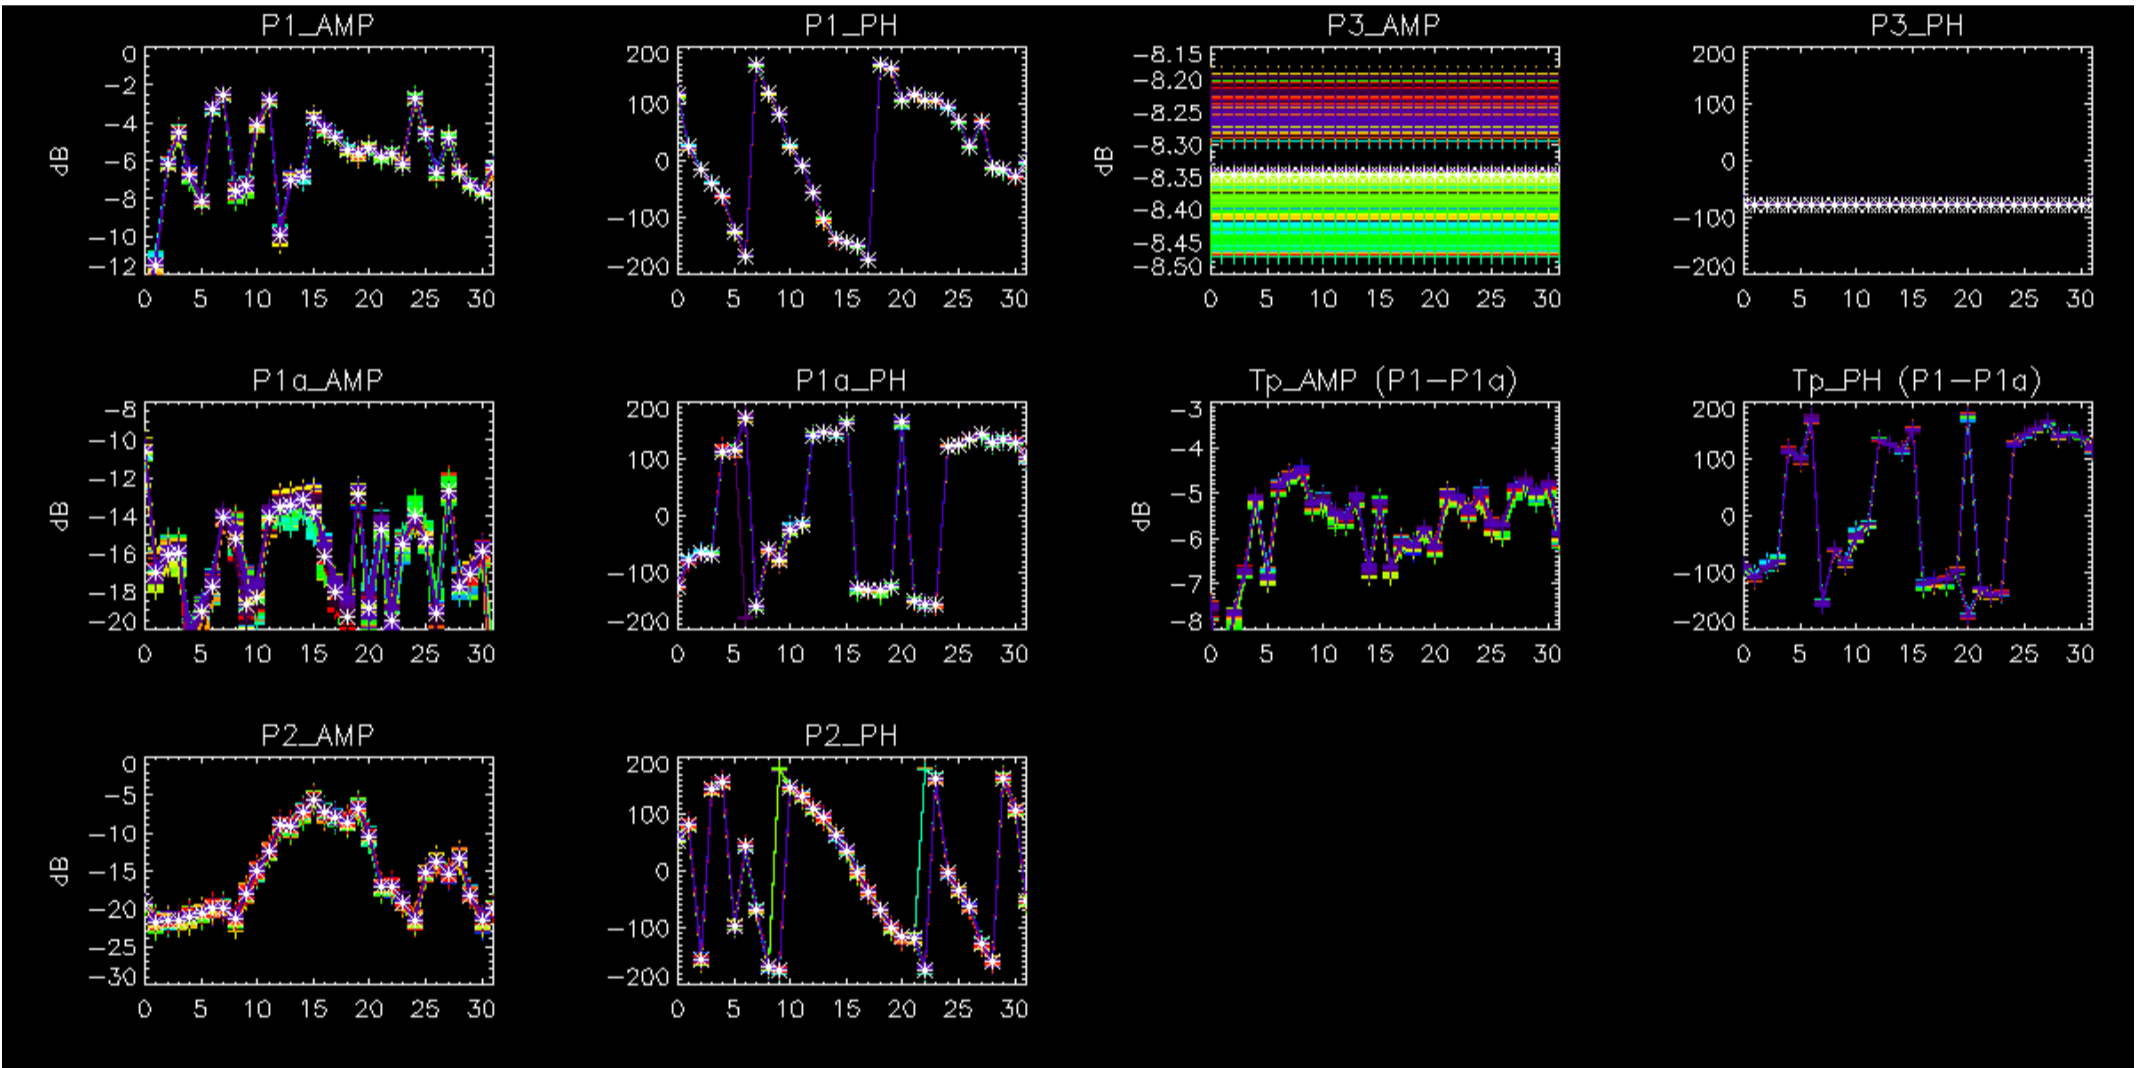 P1_AMP
P1_PH
P3_AMP
P3_PH
0
-2
-4
-6
-8
-10
-12
dB
0 5 10 15 20 25 30
200
100
0
-100
-200
0 5 10 15 20 25 30
-8.15
-8.20
-8.25
-8.30
-8.35
-8.40
-8.45
-8.50
dB
0 5 10 15 20 25 30
200
100
0
-100
-200
0 5 10 15 20 25 30
P1a_AMP
P1a_PH
Tp_AMP (P1-P1a)
Tp_PH (P1-P1a)
-8
-10
-12
-14
-16
-18
-20
dB
0 5 10 15 20 25 30
200
100
0
-100
-200
0 5 10 15 20 25 30
-3
-4
-5
-6
-7
-8
dB
0 5 10 15 20 25 30
200
100
0
-100
-200
0 5 10 15 20 25 30
P2_AMP
P2_PH
0
-5
-10
-15
-20
-25
-30
dB
0 5 10 15 20 25 30
200
100
0
-100
-200
0 5 10 15 20 25 30